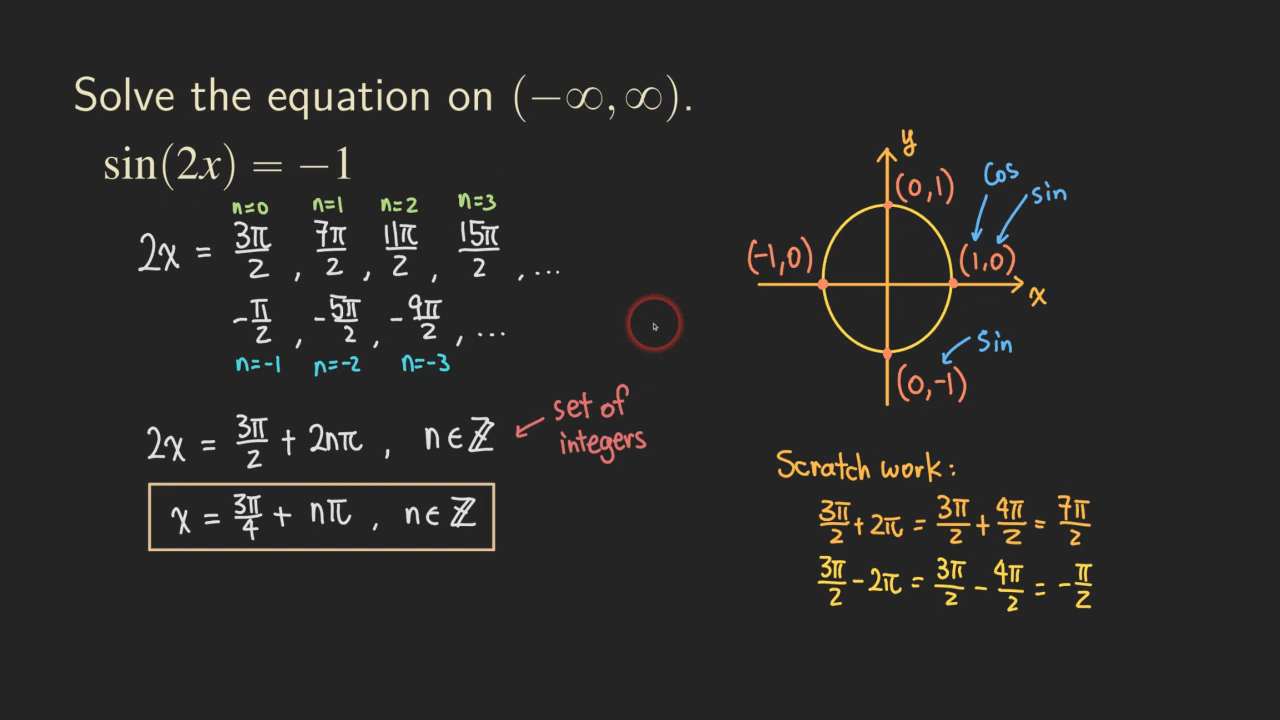 Solve the equation on (−∞, ∞).
sin(2x) = −1
n=0 n=1 n=2 n=3
2x = 3π/2 , 7π/2 , 11π/2 , 15π/2 , ...
-π/2 , -5π/2 , -9π/2 , ...
n=-1 n=-2 n=-3
2x = 3π/2 + 2nπ , n∈ℤ
set of
integers
x = 3π/4 + nπ , n∈ℤ
y
cos
(0,1)
sin
(-1,0)
(1,0)
x
sin
(0,-1)
Scratch work:
3π/2 + 2π = 3π/2 + 4π/2 = 7π/2
3π/2 - 2π = 3π/2 - 4π/2 = -π/2